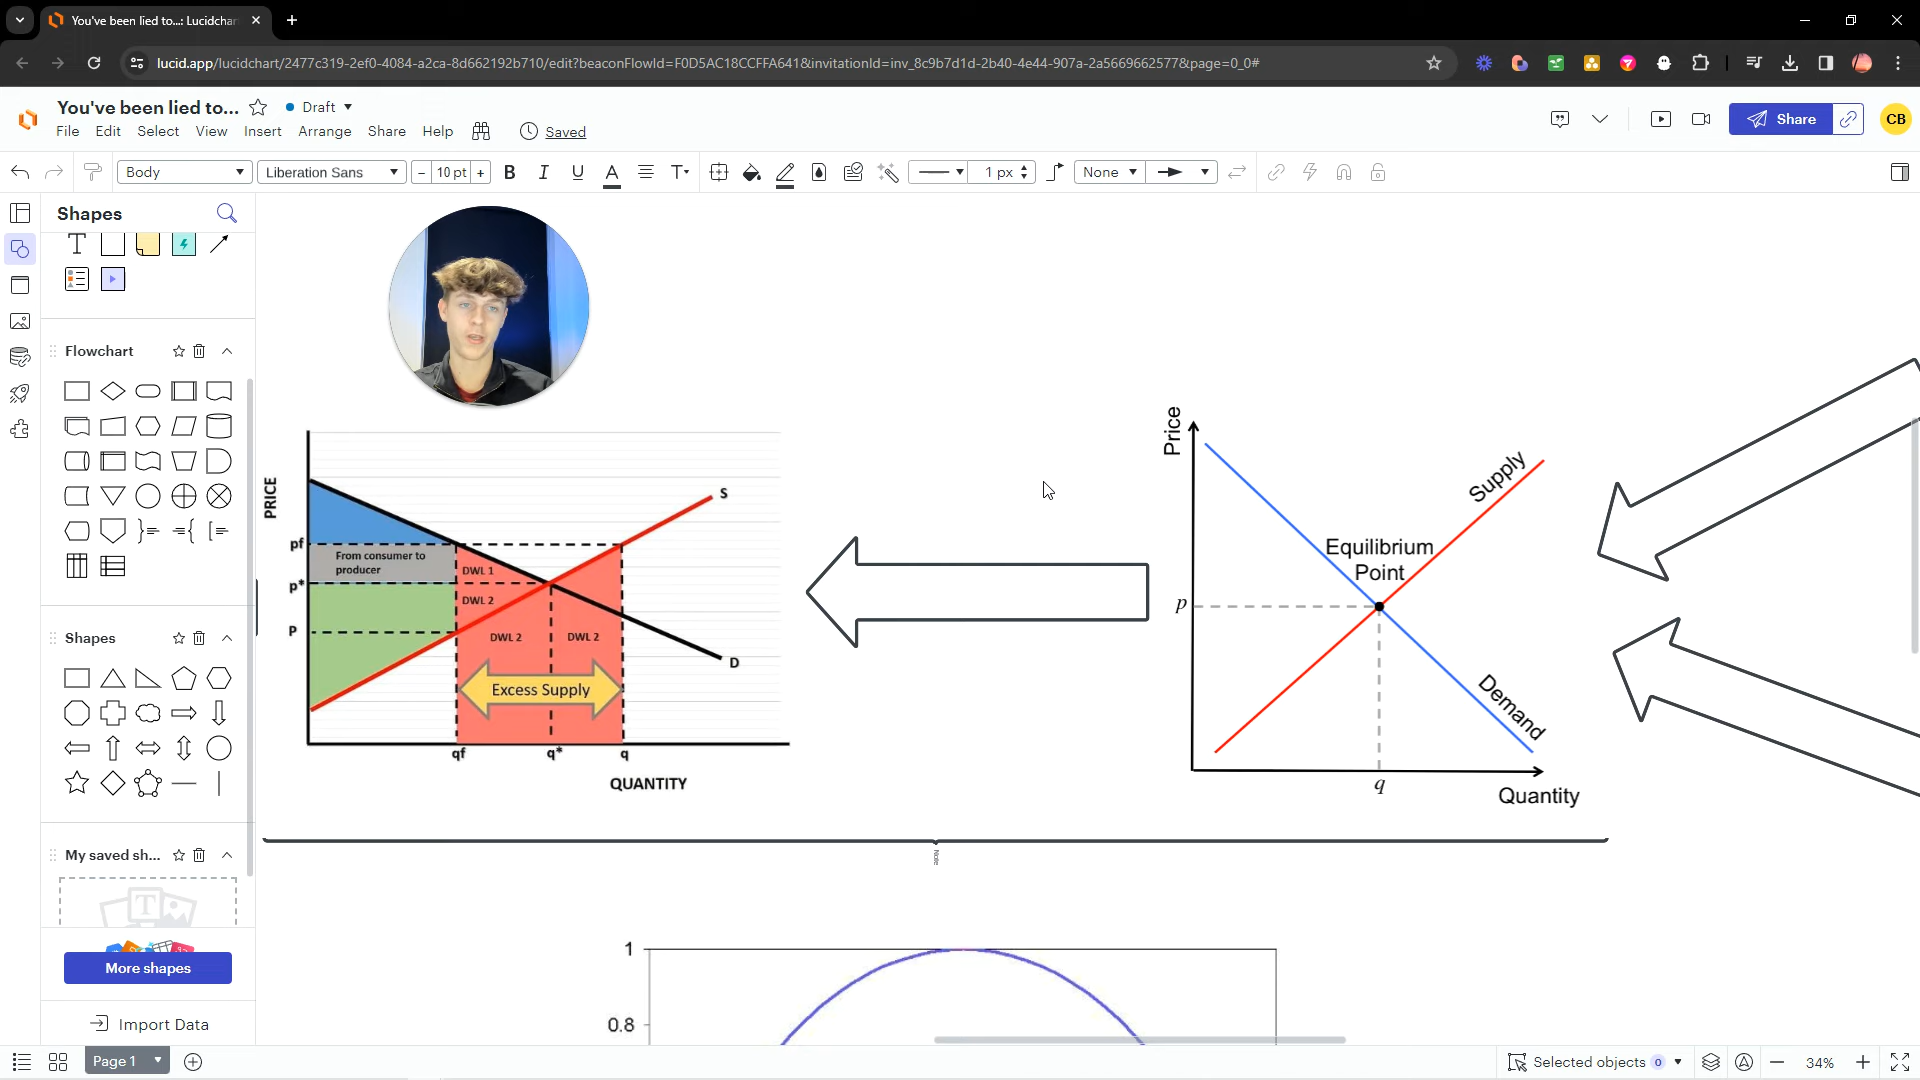 You've been lied to...: Lucidchar
lucid.app/lucidchart/2477c319-2ef0-4084-a2ca-8d662192b710/edit?beaconFlowId=F0D5AC18CCFFA641&invitationId=inv_8c9b7d1d-2b40-4e44-907a-2a5669662577&page=0_0#
You've been lied to... Draft
File Edit Select View Insert Arrange Share Help Saved
Share CB
Body Liberation Sans - 10 pt + B I U A T 1 px None
Shapes
T
Flowchart
Shapes
My saved sh...
T
More shapes
Import Data
PRICE
S
pf
From consumer to
producer
DWL 1
p*
DWL 2
P
DWL 2 DWL 2
D
Excess Supply
qf q* q
QUANTITY
Price
Supply
Equilibrium
Point
p
Demand
q
Quantity
Note
1
0.8
Page 1
Selected objects 0
34%